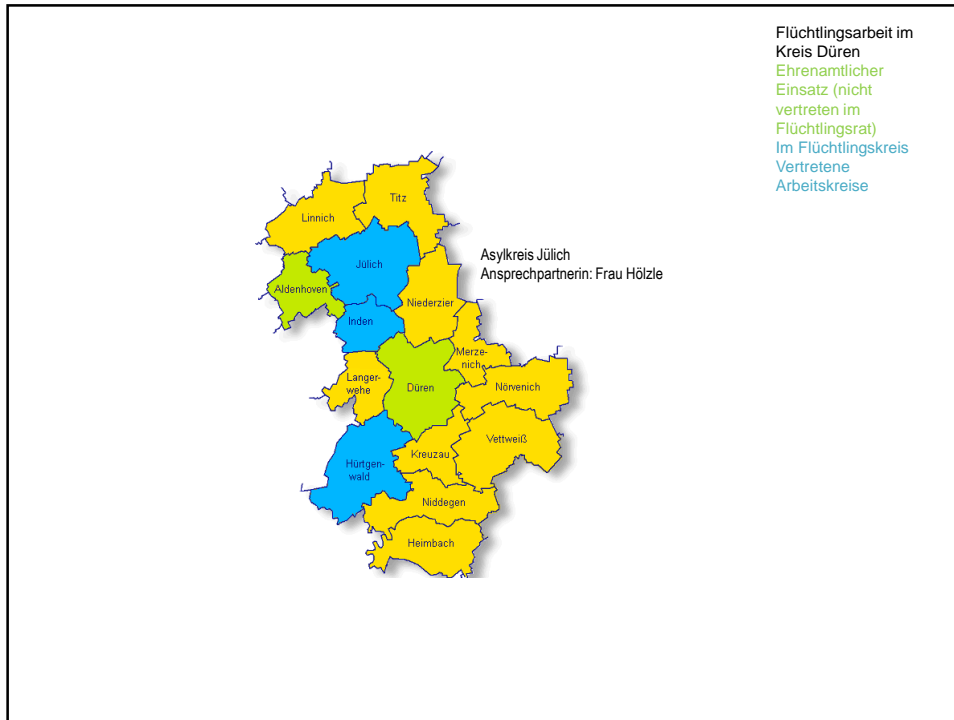 Flüchtlingsarbeit im
Kreis Düren
Ehrenamtlicher
Einsatz (nicht
vertreten im
Flüchtlingsrat)
Im Flüchtlingskreis
Vertretene
Arbeitskreise
Titz
Linnich
Asylkreis Jülich
Ansprechpartnerin: Frau Hölzle
Jülich
Aldenhoven
Niederzier
Inden
Merze-
nich
Langer-
wehe
Düren
Nörvenich
Vettweiß
Kreuzau
Hürtgen-
wald
Niddegen
Heimbach